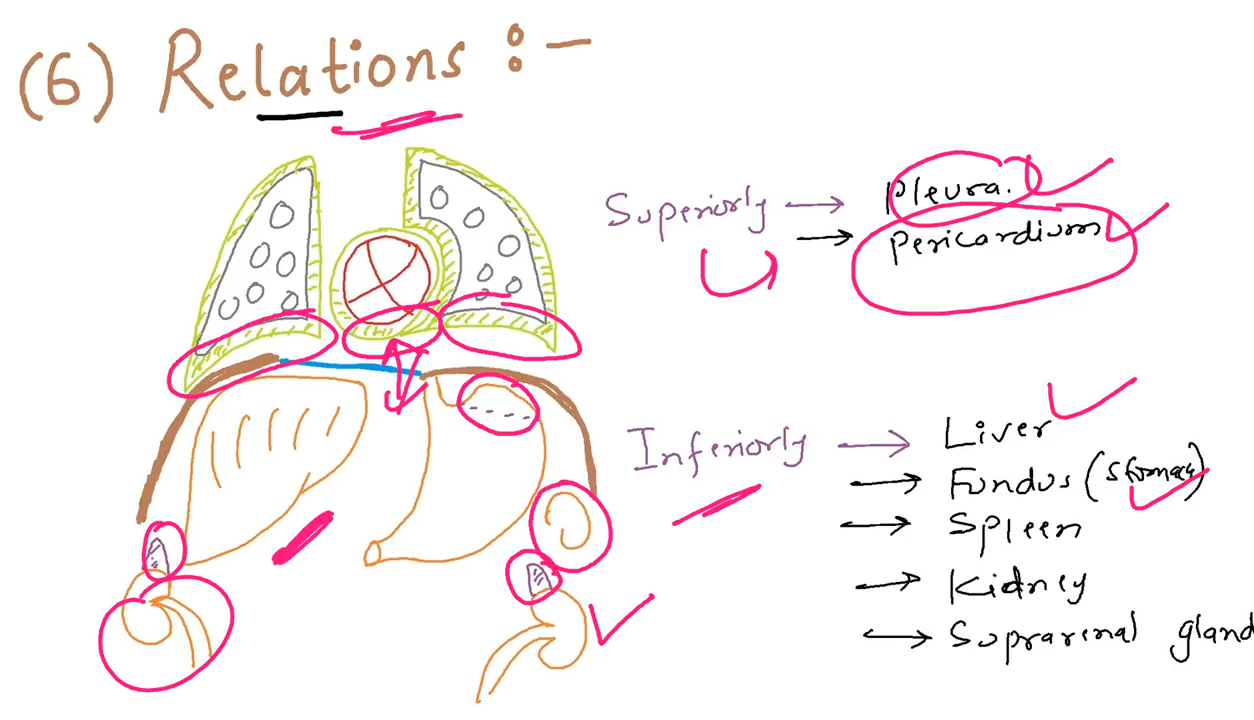 (6) Relations :-
Superiorly → Pleura.
→ Pericardium
Inferiorly → Liver
→ Fundus (Stomach)
→ Spleen
→ Kidney
→ Suprarenal gland